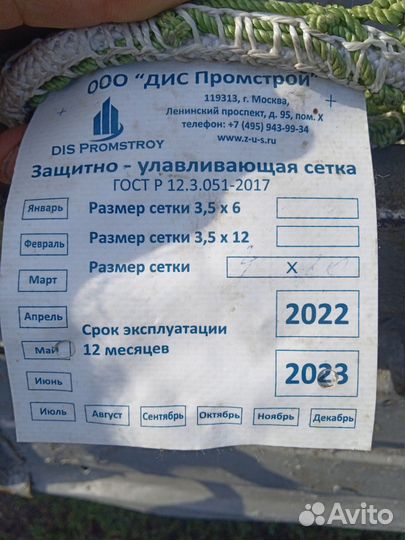 ООО "ДиС Промстрой"
119313, г. Москва,
Ленинский проспект, д. 95, пом. X
телефон: +7 (495) 943-99-34
www.z-u-s.ru
DIS PROMSTROY
Защитно - улавливающая сетка
ГОСТ Р 12.3.051-2017
Январь Размер сетки 3,5 х 6
Февраль Размер сетки 3,5 х 12
Март Размер сетки х
Апрель 2022
Срок эксплуатации
Май 12 месяцев
Июнь 2023
Июль Август Сентябрь Октябрь Ноябрь Декабрь
Avito